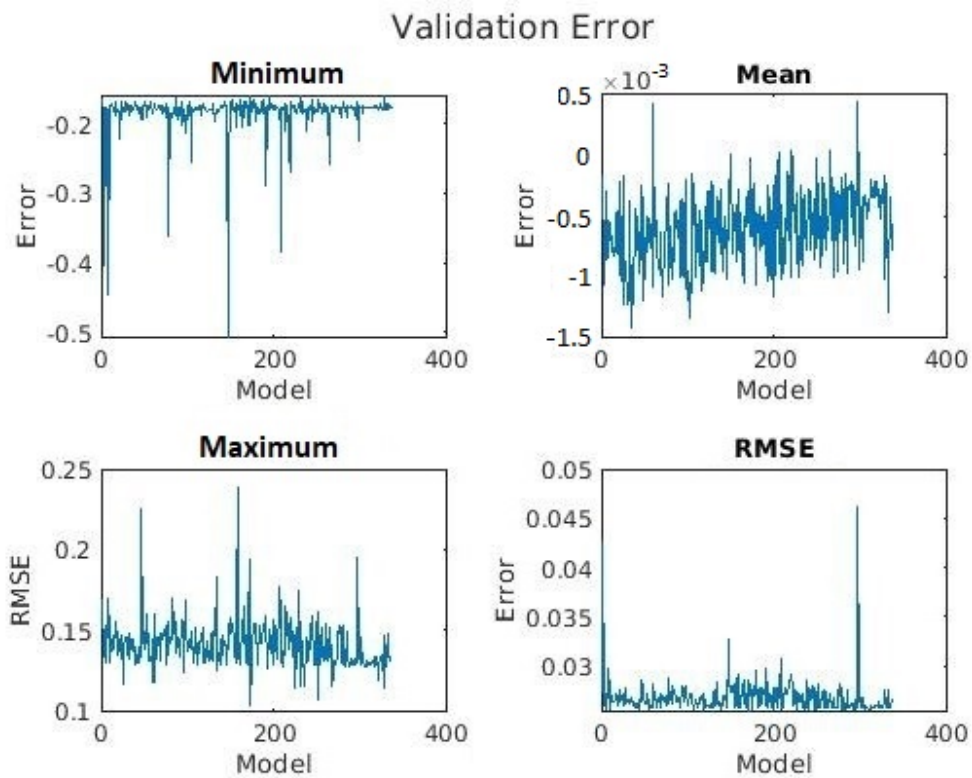 Validation Error
Minimum
-0.2
-0.3
-0.4
-0.5
Error
0 200 400
Model
×10⁻³ Mean
0.5
0
-0.5
-1
-1.5
Error
0 200 400
Model
Maximum
0.25
0.2
0.15
0.1
RMSE
0 200 400
Model
RMSE
0.05
0.045
0.04
0.035
0.03
Error
0 200 400
Model